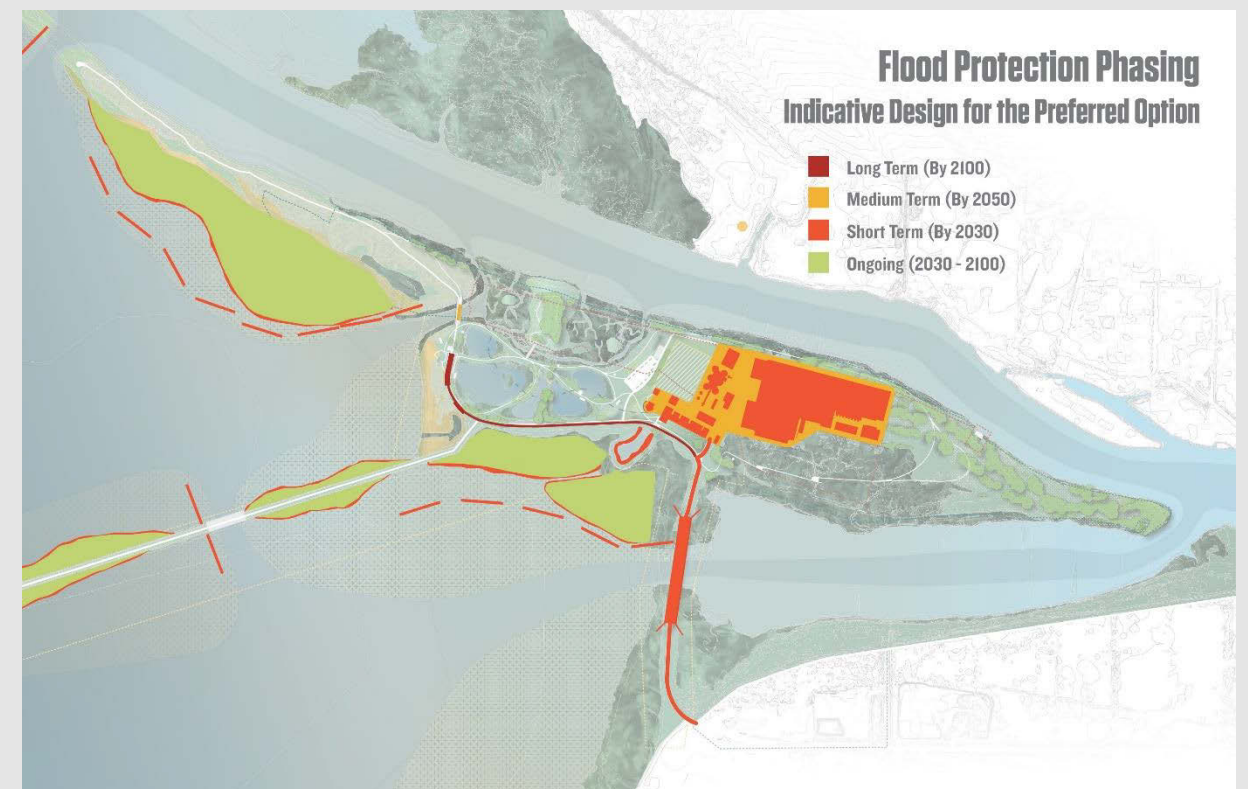 Flood Protection Phasing
Indicative Design for the Preferred Option
Long Term (By 2100)
Medium Term (By 2050)
Short Term (By 2030)
Ongoing (2030 - 2100)